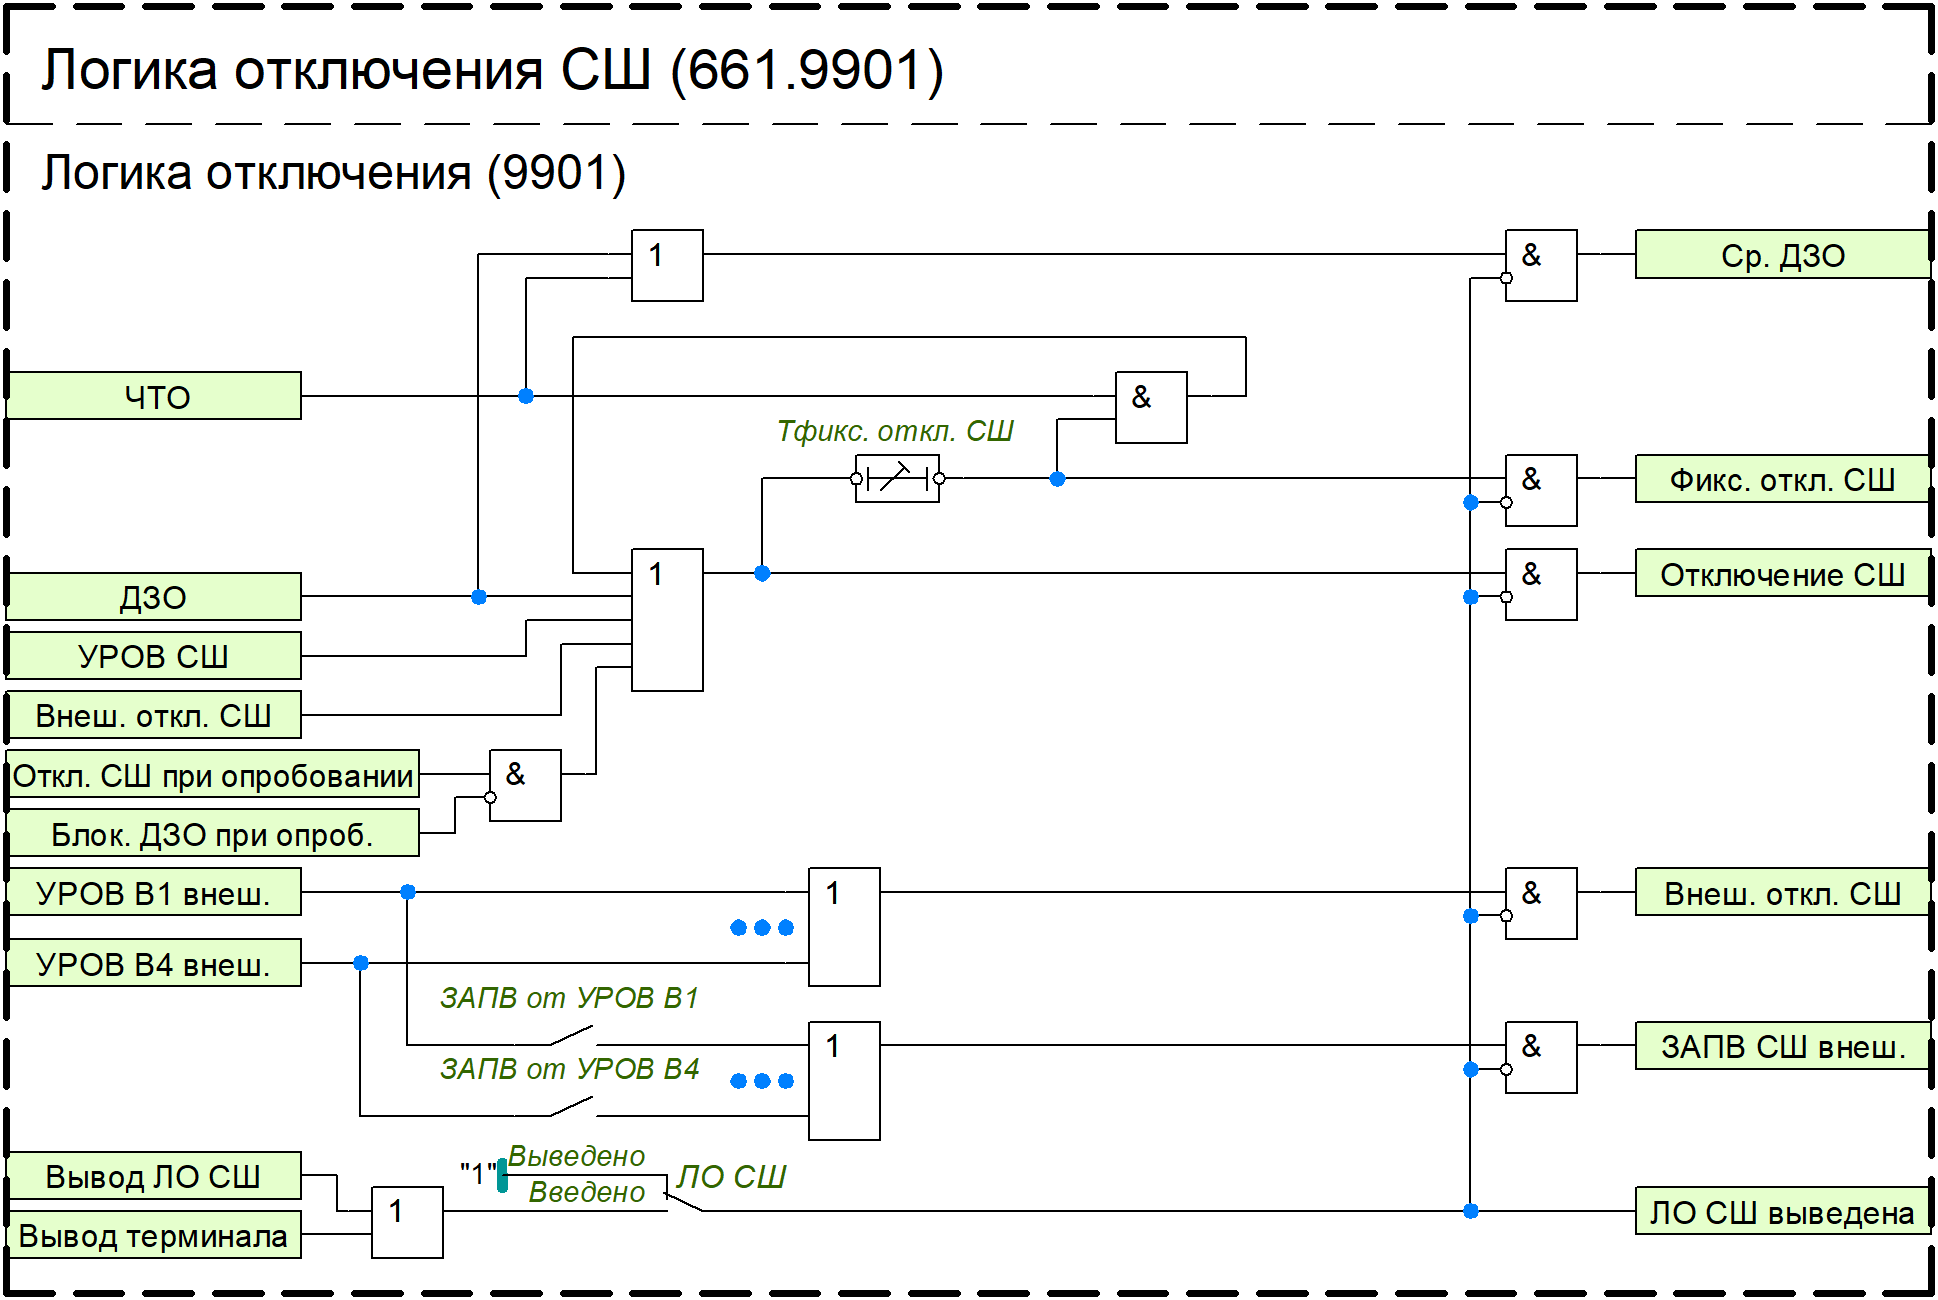 Логика отключения СШ (661.9901)
Логика отключения (9901)
1
&
Ср. ДЗО
ЧТО
&
Тфикс. откл. СШ
&
Фикс. откл. СШ
1
&
Отключение СШ
ДЗО
УРОВ СШ
Внеш. откл. СШ
Откл. СШ при опробовании
&
Блок. ДЗО при опроб.
УРОВ В1 внеш.
1
&
Внеш. откл. СШ
УРОВ В4 внеш.
ЗАПВ от УРОВ В1
1
&
ЗАПВ СШ внеш.
ЗАПВ от УРОВ В4
Вывод ЛО СШ
"1"
Выведено
ЛО СШ
Введено
1
ЛО СШ выведена
Вывод терминала